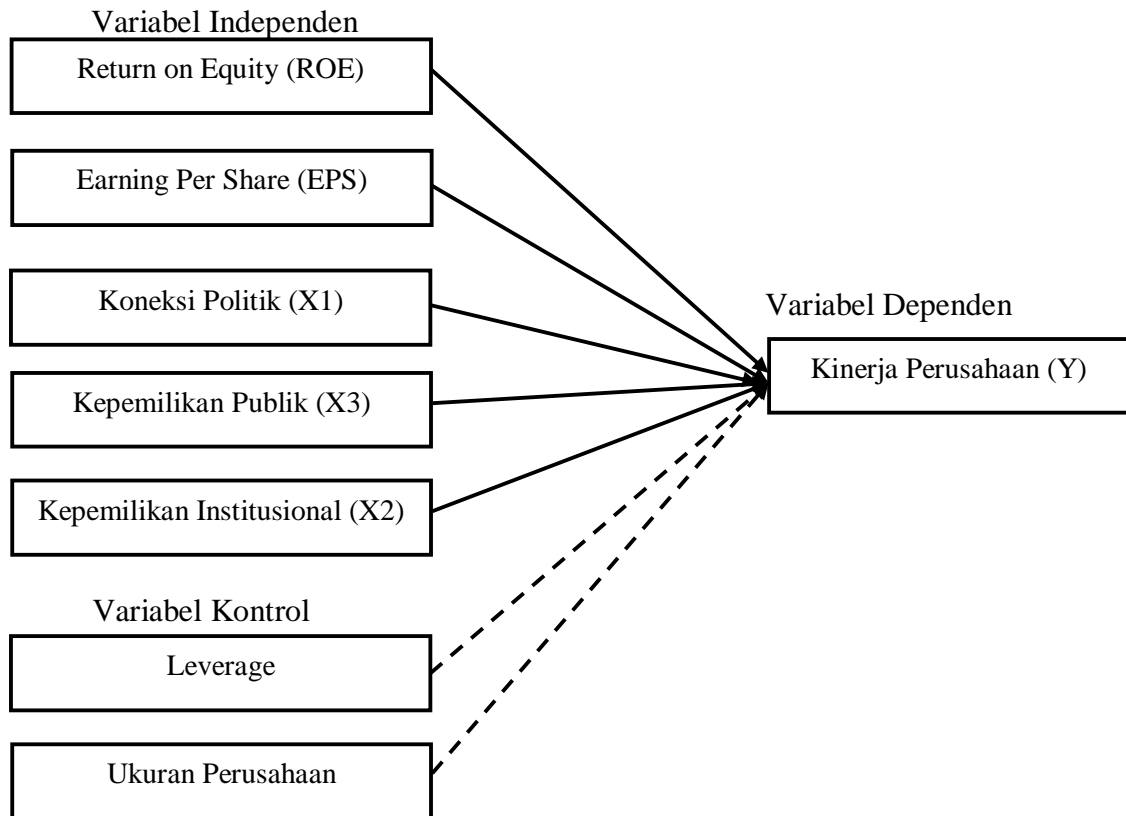 Variabel Independen
Return on Equity (ROE)
Earning Per Share (EPS)
Koneksi Politik (X1)
Kepemilikan Publik (X3)
Kepemilikan Institusional (X2)
Variabel Kontrol
Leverage
Ukuran Perusahaan
Variabel Dependen
Kinerja Perusahaan (Y)